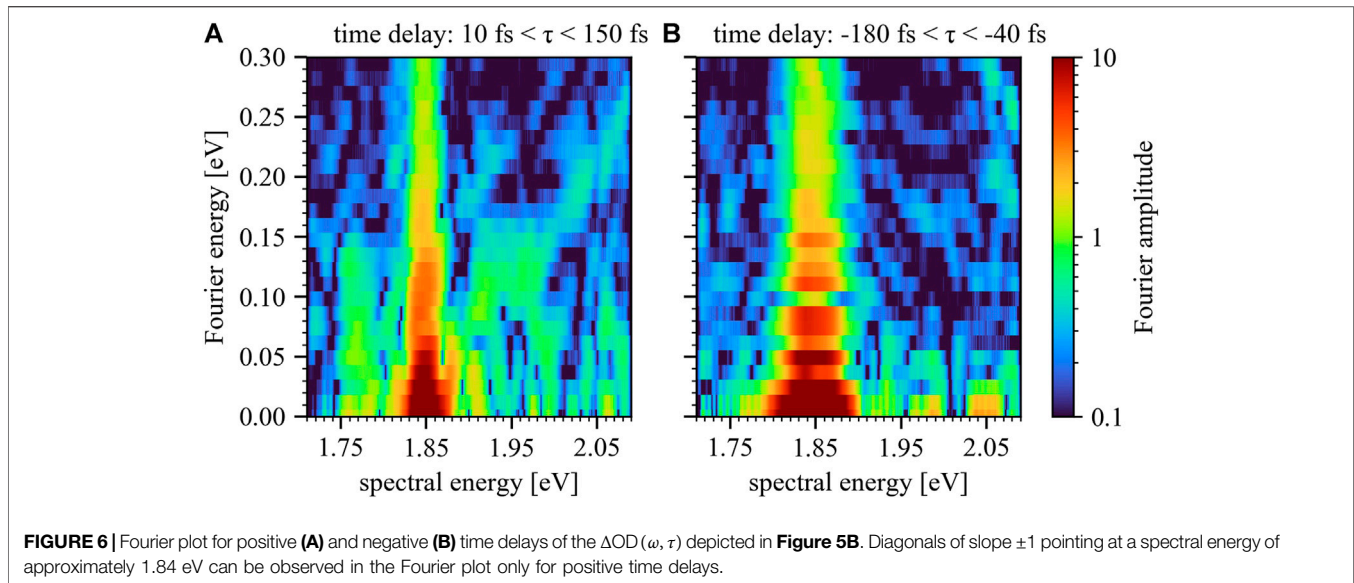 A time delay: 10 fs < τ < 150 fs B time delay: -180 fs < τ < -40 fs
0.30
0.25
0.20
0.15
0.10
0.05
0.00
Fourier energy [eV]
1.75 1.85 1.95 2.05
spectral energy [eV]
1.75 1.85 1.95 2.05
spectral energy [eV]
10
1
0.1
Fourier amplitude
FIGURE 6 | Fourier plot for positive (A) and negative (B) time delays of the ΔOD(ω, τ) depicted in Figure 5B. Diagonals of slope ±1 pointing at a spectral energy of
approximately 1.84 eV can be observed in the Fourier plot only for positive time delays.